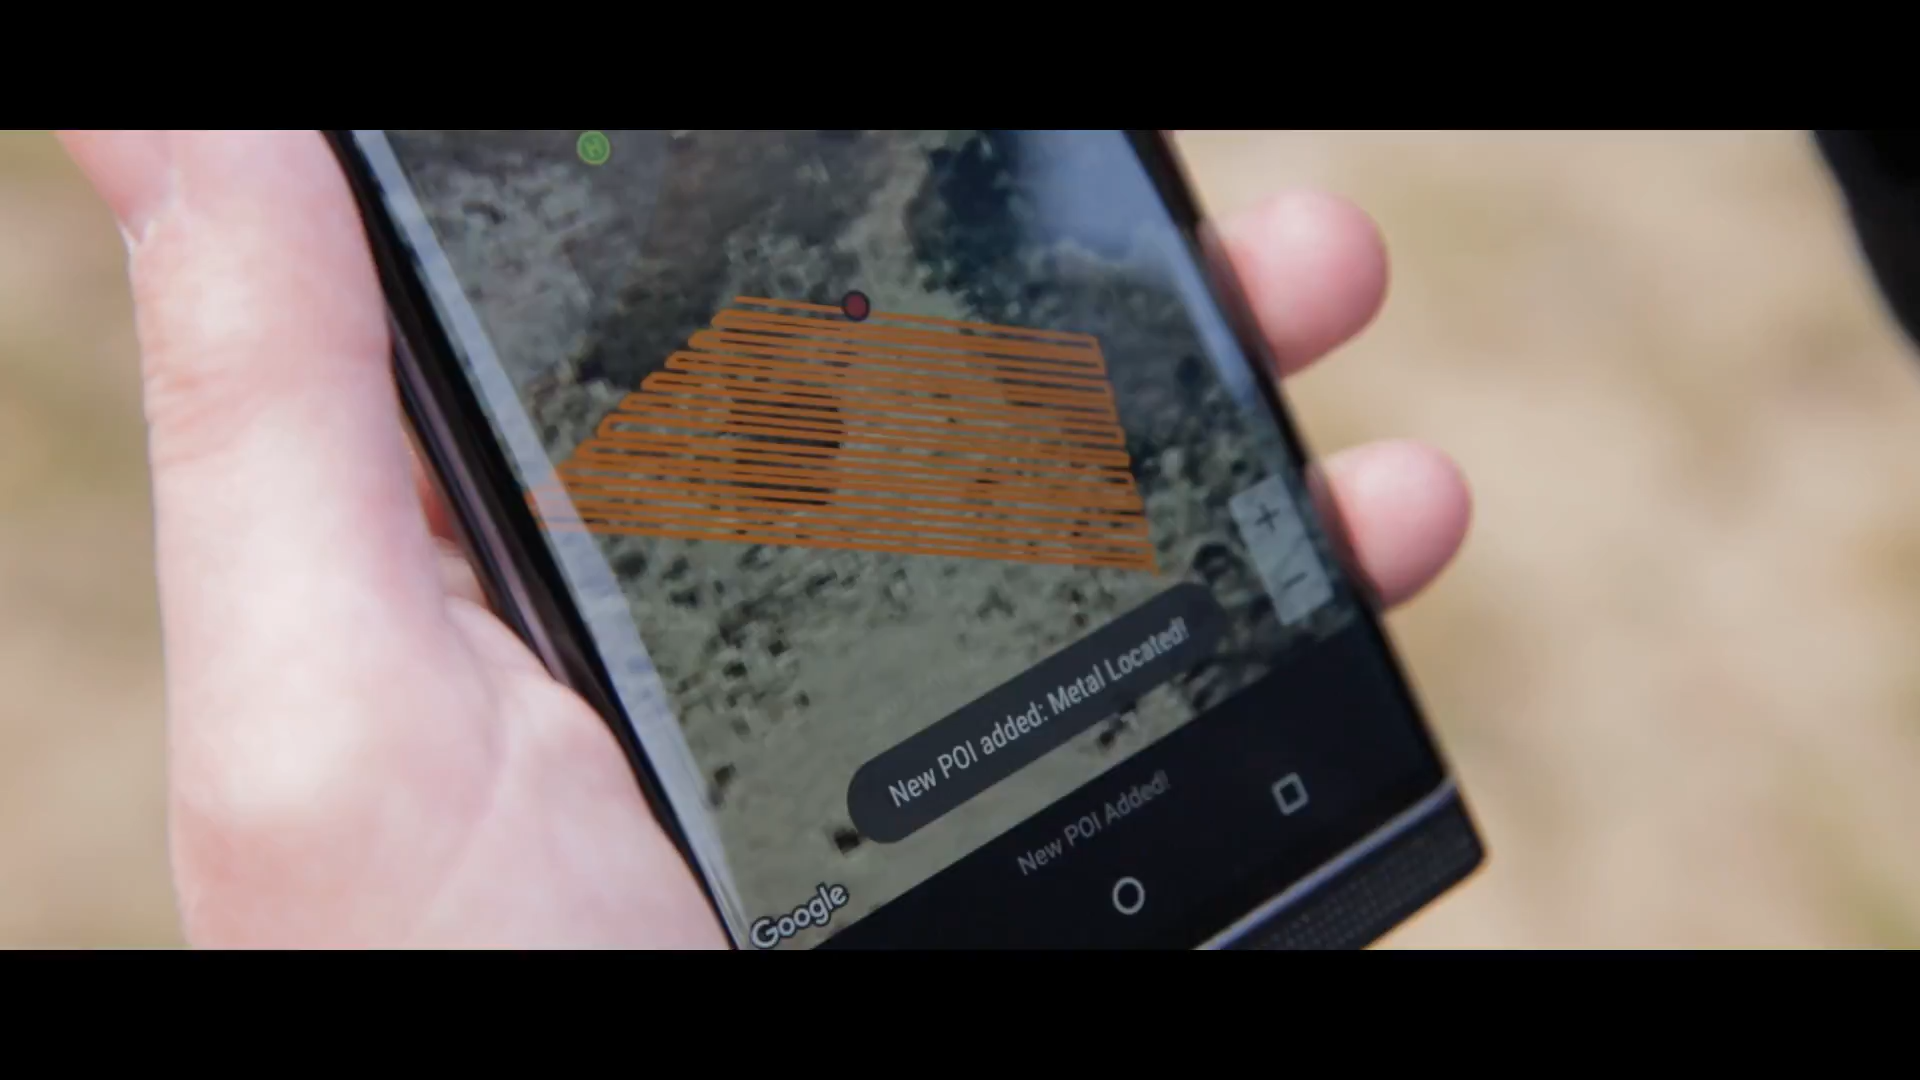 H
+
−
New POI added: Metal Located!
New POI Added!
Google